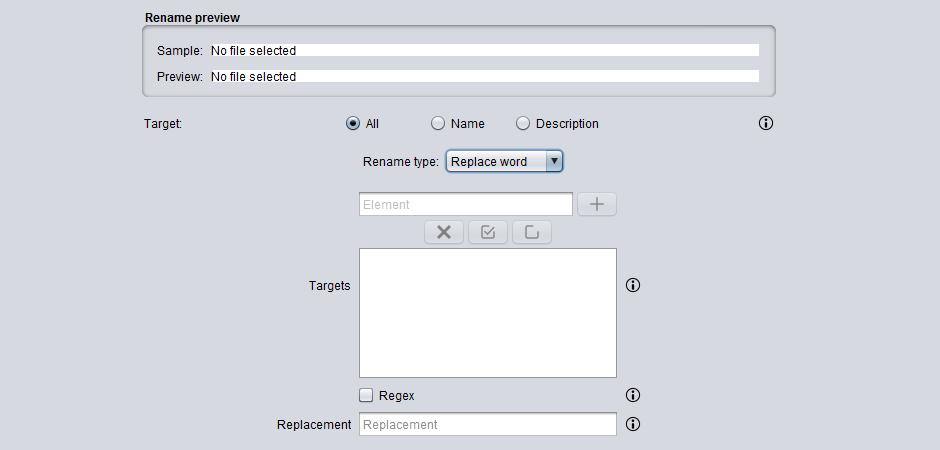 Rename preview
Sample: No file selected
Preview: No file selected
Target: All Name Description
Rename type: Replace word
Element
Targets
Regex
Replacement Replacement